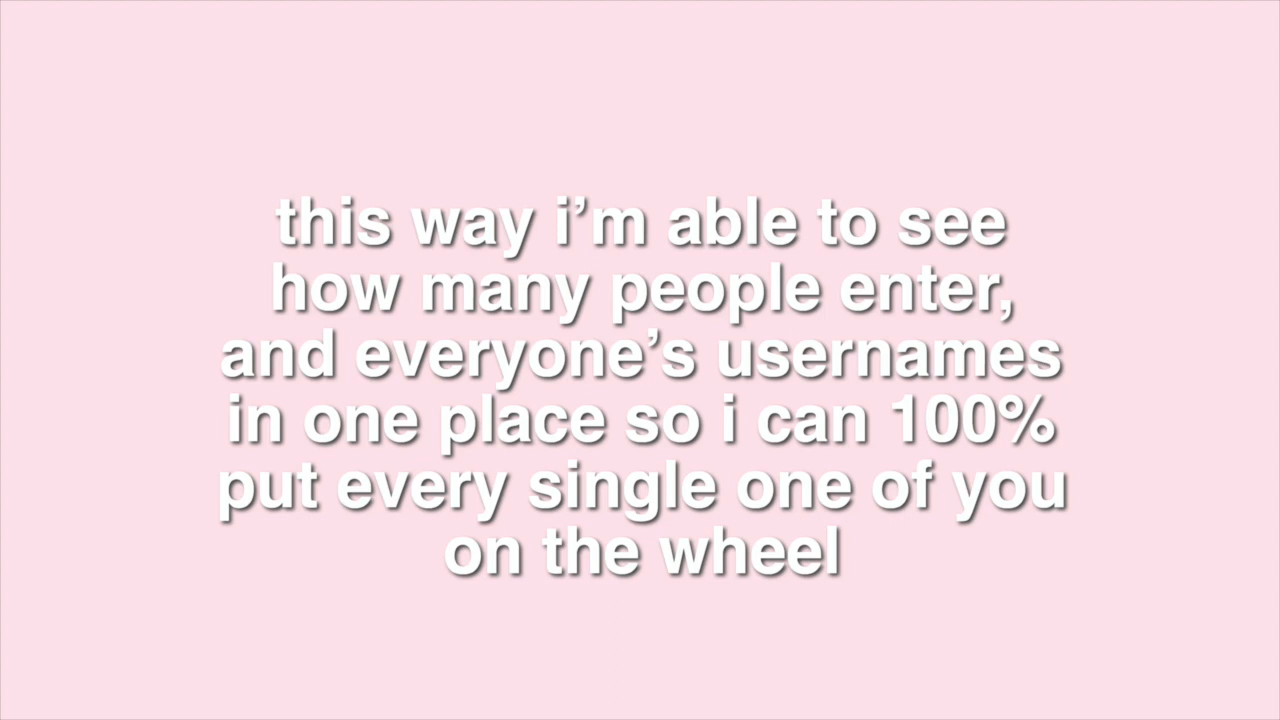 this way i’m able to see
how many people enter,
and everyone’s usernames
in one place so i can 100%
put every single one of you
on the wheel